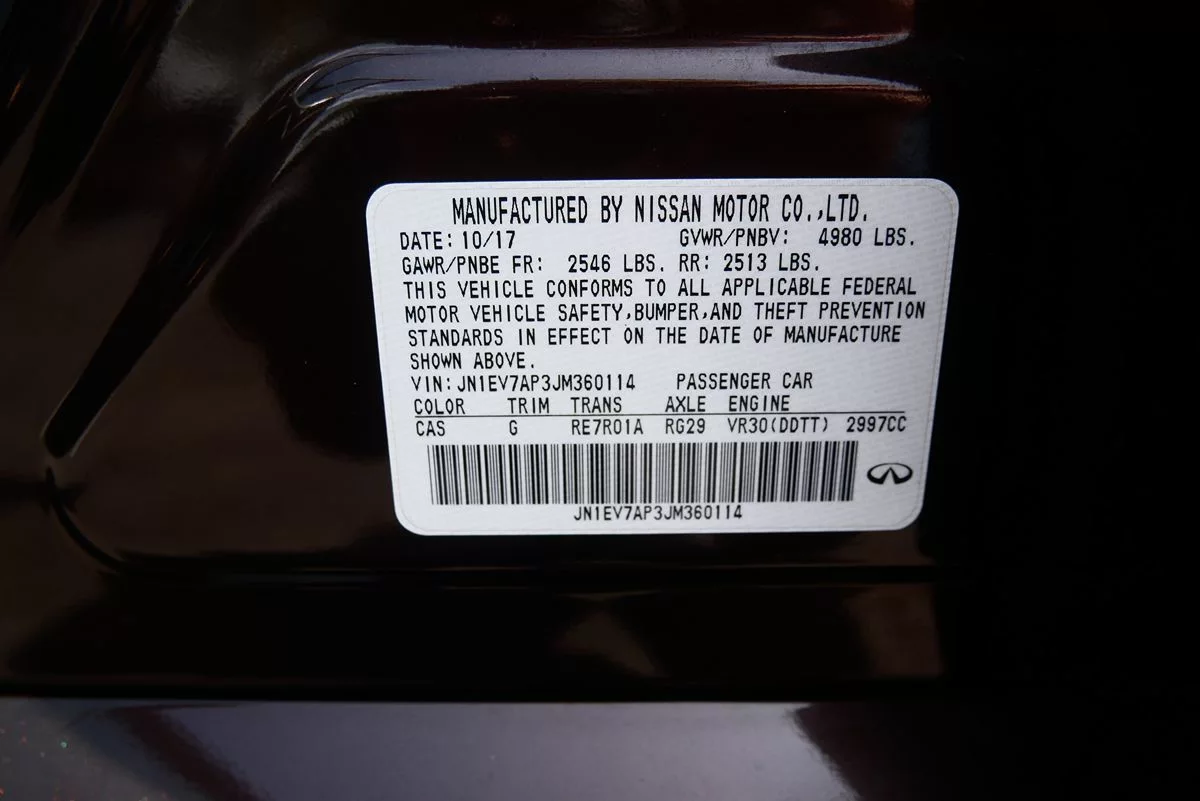 MANUFACTURED BY NISSAN MOTOR CO.,LTD.
DATE: 10/17 GVWR/PNBV: 4980 LBS.
GAWR/PNBE FR: 2546 LBS. RR: 2513 LBS.
THIS VEHICLE CONFORMS TO ALL APPLICABLE FEDERAL
MOTOR VEHICLE SAFETY,BUMPER,AND THEFT PREVENTION
STANDARDS IN EFFECT ON THE DATE OF MANUFACTURE
SHOWN ABOVE.
VIN: JN1EV7AP3JM360114 PASSENGER CAR
COLOR TRIM TRANS AXLE ENGINE
CAS G RE7R01A RG29 VR30(DDTT) 2997CC
JN1EV7AP3JM360114